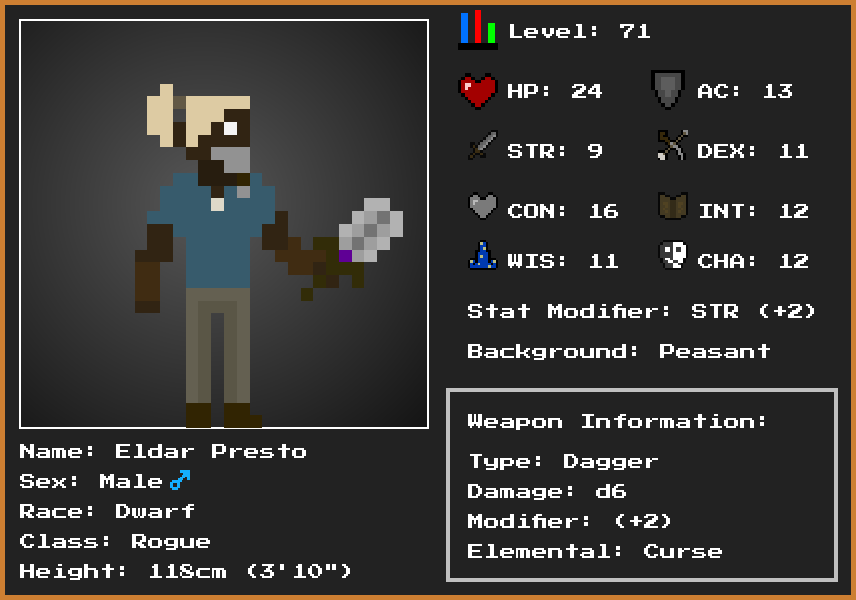 Level: 71
HP: 24
AC: 13
STR: 9
DEX: 11
CON: 16
INT: 12
WIS: 11
CHA: 12
Stat Modifier: STR (+2)
Background: Peasant
Weapon Information:
Type: Dagger
Damage: d6
Modifier: (+2)
Elemental: Curse
Name: Eldar Presto
Sex: Male♂
Race: Dwarf
Class: Rogue
Height: 118cm (3'10")